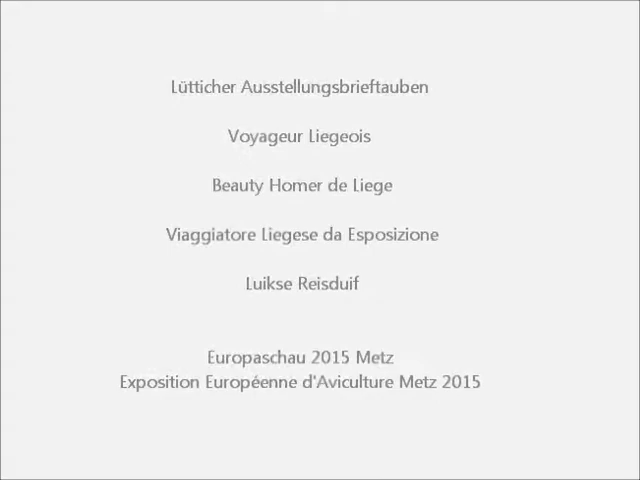 Lütticher Ausstellungsbrieftauben
Voyageur Liegeois
Beauty Homer de Liege
Viaggiatore Liegese da Esposizione
Luikse Reisduif
Europaschau 2015 Metz
Exposition Européenne d'Aviculture Metz 2015